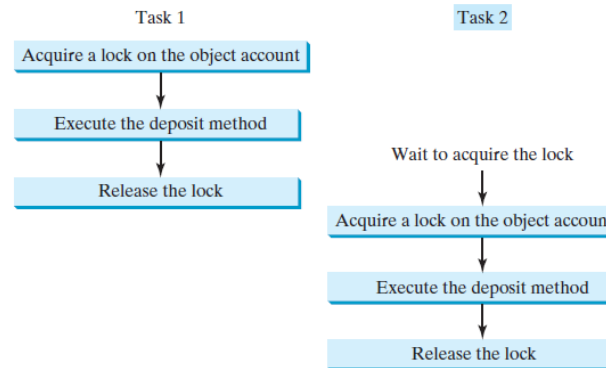 Task 1
Acquire a lock on the object account
Execute the deposit method
Release the lock
Task 2
Wait to acquire the lock
Acquire a lock on the object accoun
Execute the deposit method
Release the lock